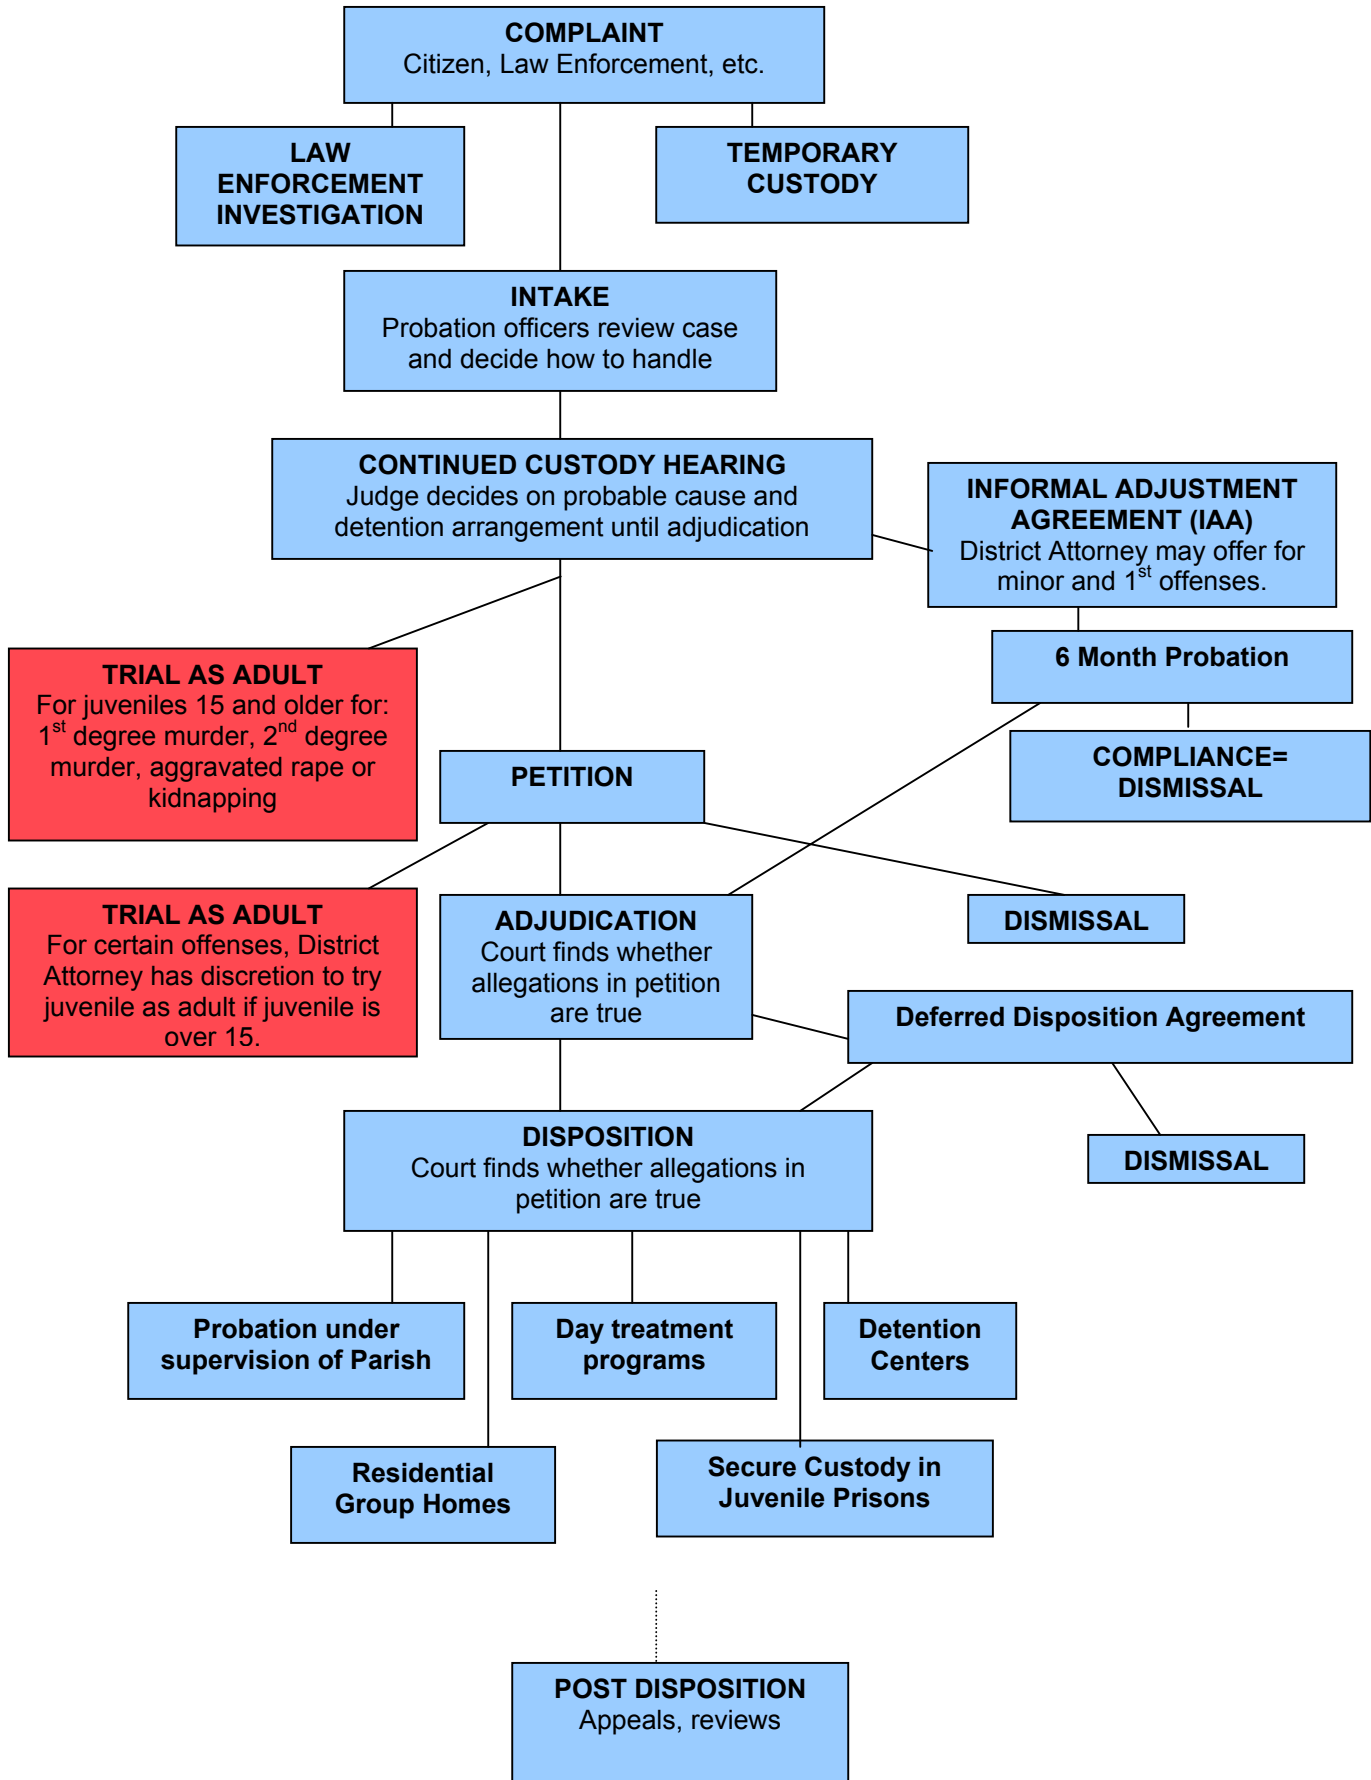 COMPLAINT
Citizen, Law Enforcement, etc.
LAW
ENFORCEMENT
INVESTIGATION
TEMPORARY
CUSTODY
INTAKE
Probation officers review case
and decide how to handle
CONTINUED CUSTODY HEARING
Judge decides on probable cause and
detention arrangement until adjudication
INFORMAL ADJUSTMENT
AGREEMENT (IAA)
District Attorney may offer for
minor and 1st offenses.
6 Month Probation
COMPLIANCE=
DISMISSAL
TRIAL AS ADULT
For juveniles 15 and older for:
1st degree murder, 2nd degree
murder, aggravated rape or
kidnapping
PETITION
TRIAL AS ADULT
For certain offenses, District
Attorney has discretion to try
juvenile as adult if juvenile is
over 15.
ADJUDICATION
Court finds whether
allegations in petition
are true
DISMISSAL
Deferred Disposition Agreement
DISMISSAL
DISPOSITION
Court finds whether allegations in
petition are true
Probation under
supervision of Parish
Day treatment
programs
Detention
Centers
Residential
Group Homes
Secure Custody in
Juvenile Prisons
POST DISPOSITION
Appeals, reviews